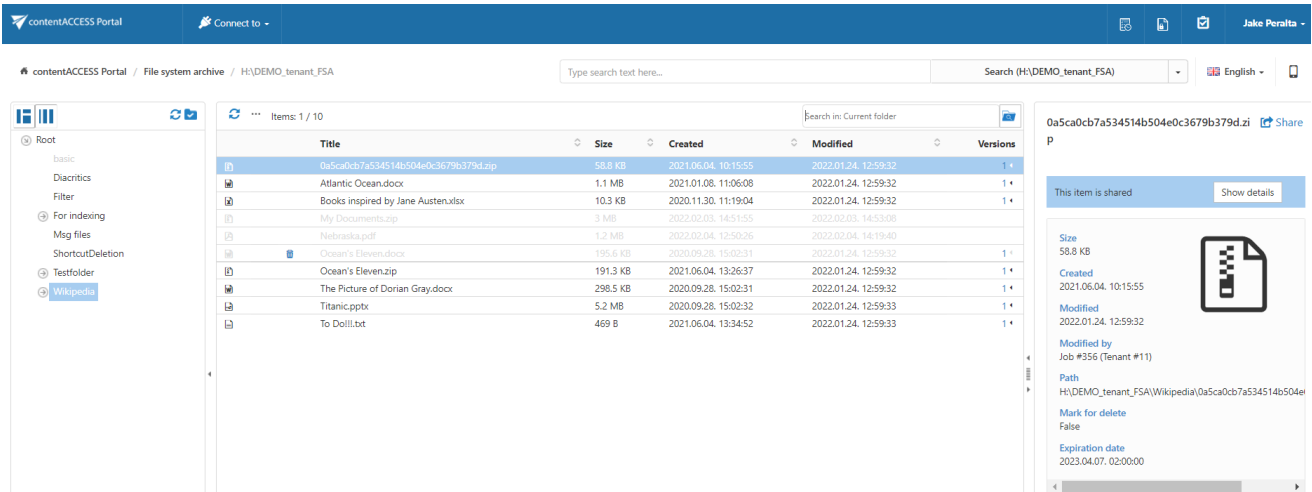 contentACCESS Portal Connect to Jake Peralta
contentACCESS Portal / File system archive / H:\DEMO_tenant_FSA Type search text here... Search (H:\DEMO_tenant_FSA) English
Items: 1 / 10 Search in: Current folder
Root
basic
Diacritics
Filter
For indexing
Msg files
ShortcutDeletion
Testfolder
Wikipedia
Title Size Created Modified Versions
0a5ca0cb7a534514b504e0c3679b379d.zip 58.8 KB 2021.06.04. 10:15:55 2022.01.24. 12:59:32 1
Atlantic Ocean.docx 1.1 MB 2021.01.08. 11:06:08 2022.01.24. 12:59:32 1
Books inspired by Jane Austen.xlsx 10.3 KB 2020.11.30. 11:19:04 2022.01.24. 12:59:32 1
My Documents.zip 3 MB 2022.02.03. 14:51:55 2022.02.03. 14:53:08
Nebraska.pdf 1.2 MB 2022.02.04. 12:50:26 2022.02.04. 14:19:40
Ocean's Eleven.docx 195.6 KB 2020.09.28. 15:02:31 2022.01.24. 12:59:32 1
Ocean's Eleven.zip 191.3 KB 2021.06.04. 13:26:37 2022.01.24. 12:59:32 1
The Picture of Dorian Gray.docx 298.5 KB 2020.09.28. 15:02:31 2022.01.24. 12:59:32 1
Titanic.pptx 5.2 MB 2020.09.28. 15:02:32 2022.01.24. 12:59:33 1
To Do!!!.txt 469 B 2021.06.04. 13:34:52 2022.01.24. 12:59:33 1
0a5ca0cb7a534514b504e0c3679b379d.zi Share
p
This item is shared Show details
Size
58.8 KB
Created
2021.06.04. 10:15:55
Modified
2022.01.24. 12:59:32
Modified by
Job #356 (Tenant #11)
Path
H:\DEMO_tenant_FSA\Wikipedia\0a5ca0cb7a534514b504e
Mark for delete
False
Expiration date
2023.04.07. 02:00:00